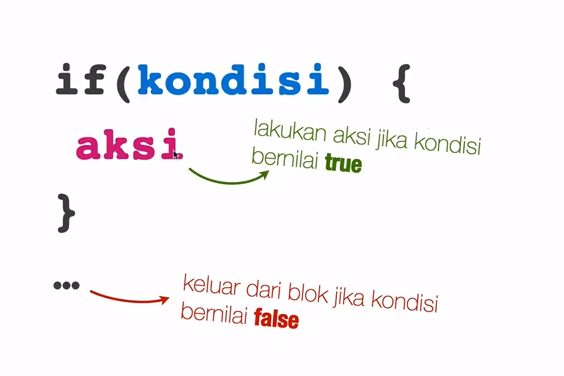 if(kondisi) {
aksi
lakukan aksi jika kondisi
bernilai true
}
...
keluar dari blok jika kondisi
bernilai false